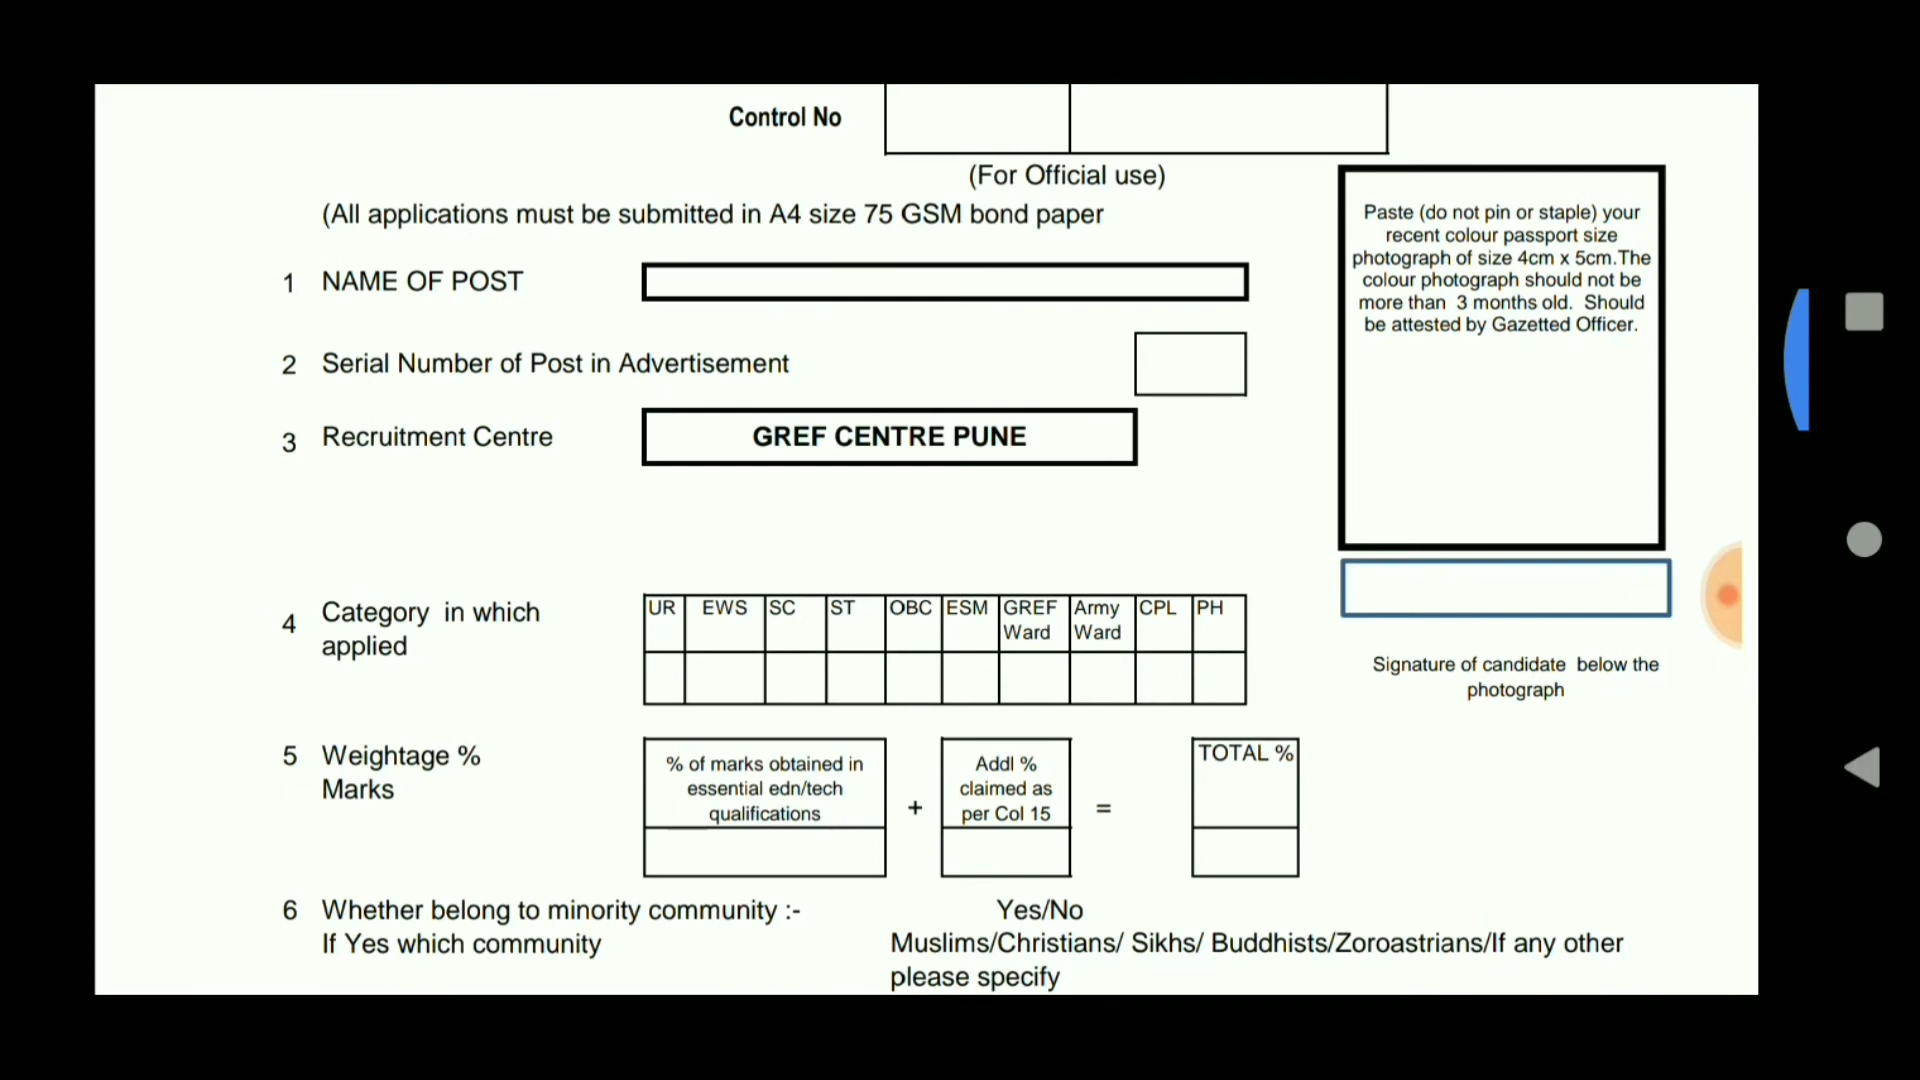 Control No
(For Official use)
(All applications must be submitted in A4 size 75 GSM bond paper
Paste (do not pin or staple) your
recent colour passport size
photograph of size 4cm x 5cm.The
colour photograph should not be
more than  3 months old.  Should
be attested by Gazetted Officer.
1 NAME OF POST
2 Serial Number of Post in Advertisement
3 Recruitment Centre GREF CENTRE PUNE
4 Category  in which
applied
UR EWS SC ST OBC ESM GREF Ward Army Ward CPL PH
Signature of candidate  below the
photograph
5 Weightage %
Marks
% of marks obtained in
essential edn/tech
qualifications
+
Addl %
claimed as
per Col 15
=
TOTAL %
6 Whether belong to minority community :- Yes/No
If Yes which community Muslims/Christians/ Sikhs/ Buddhists/Zoroastrians/If any other
please specify